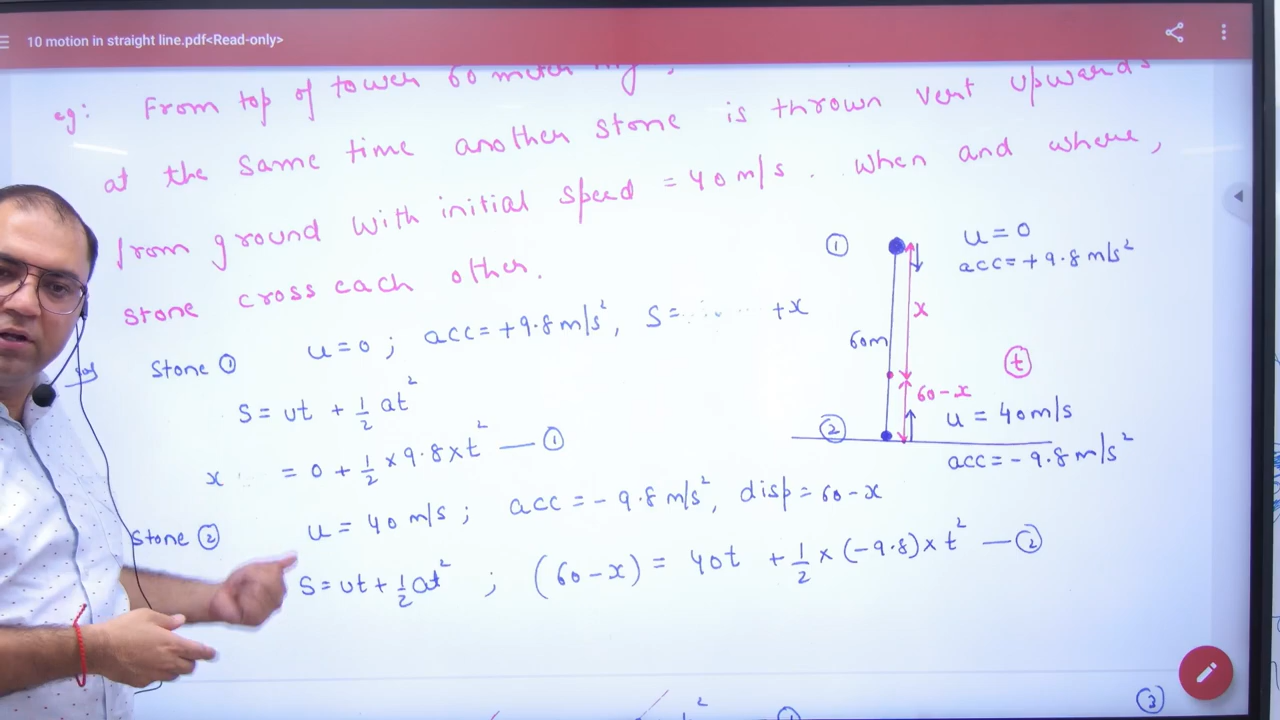 10 motion in straight line.pdf<Read-only>
eg: From top of tower 60 meter
at the same time another stone is thrown vert upwards
from ground with initial speed = 40 m/s . When and where,
stone cross each other.
① u = 0
acc = +9.8 m/s²
Stone ① u = 0 ; acc = +9.8 m/s², S = +x
x
60m
S = ut + 1/2 at²
t
60-x
② u = 40 m/s
acc = -9.8 m/s²
x = 0 + 1/2 × 9.8 × t² — ①
Stone ② u = 40 m/s ; acc = - 9.8 m/s², disp = 60-x
S = ut + 1/2 at² ; (60-x) = 40t + 1/2 × (-9.8) × t² — ②
③